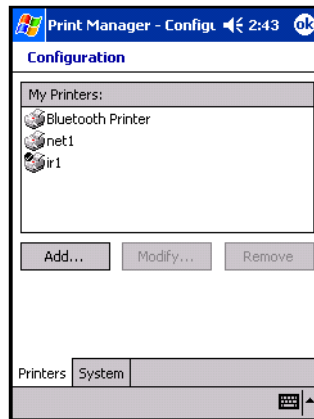 Print Manager - Configu 2:43 ok
Configuration
My Printers:
Bluetooth Printer
net1
ir1
Add... Modify... Remove
Printers System